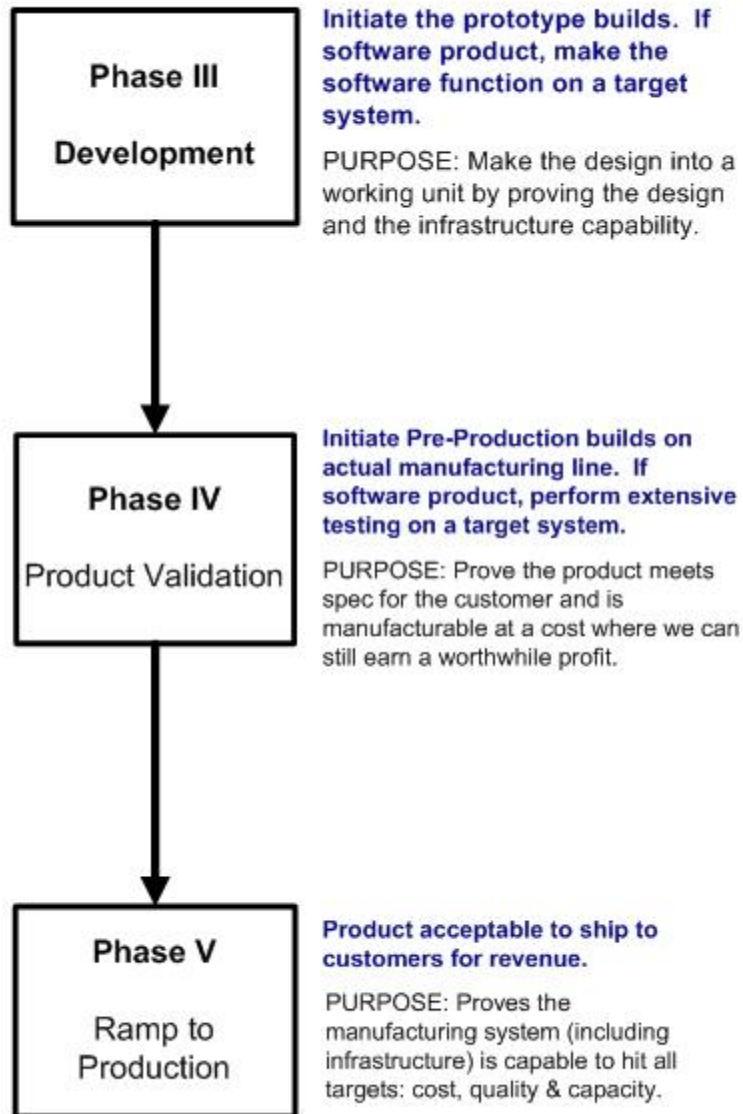 Phase III
Development
Initiate the prototype builds.  If
software product, make the
software function on a target
system.
PURPOSE: Make the design into a
working unit by proving the design
and the infrastructure capability.
Phase IV
Product Validation
Initiate Pre-Production builds on
actual manufacturing line.  If
software product, perform extensive
testing on a target system.
PURPOSE: Prove the product meets
spec for the customer and is
manufacturable at a cost where we can
still earn a worthwhile profit.
Phase V
Ramp to
Production
Product acceptable to ship to
customers for revenue.
PURPOSE: Proves the
manufacturing system (including
infrastructure) is capable to hit all
targets: cost, quality & capacity.